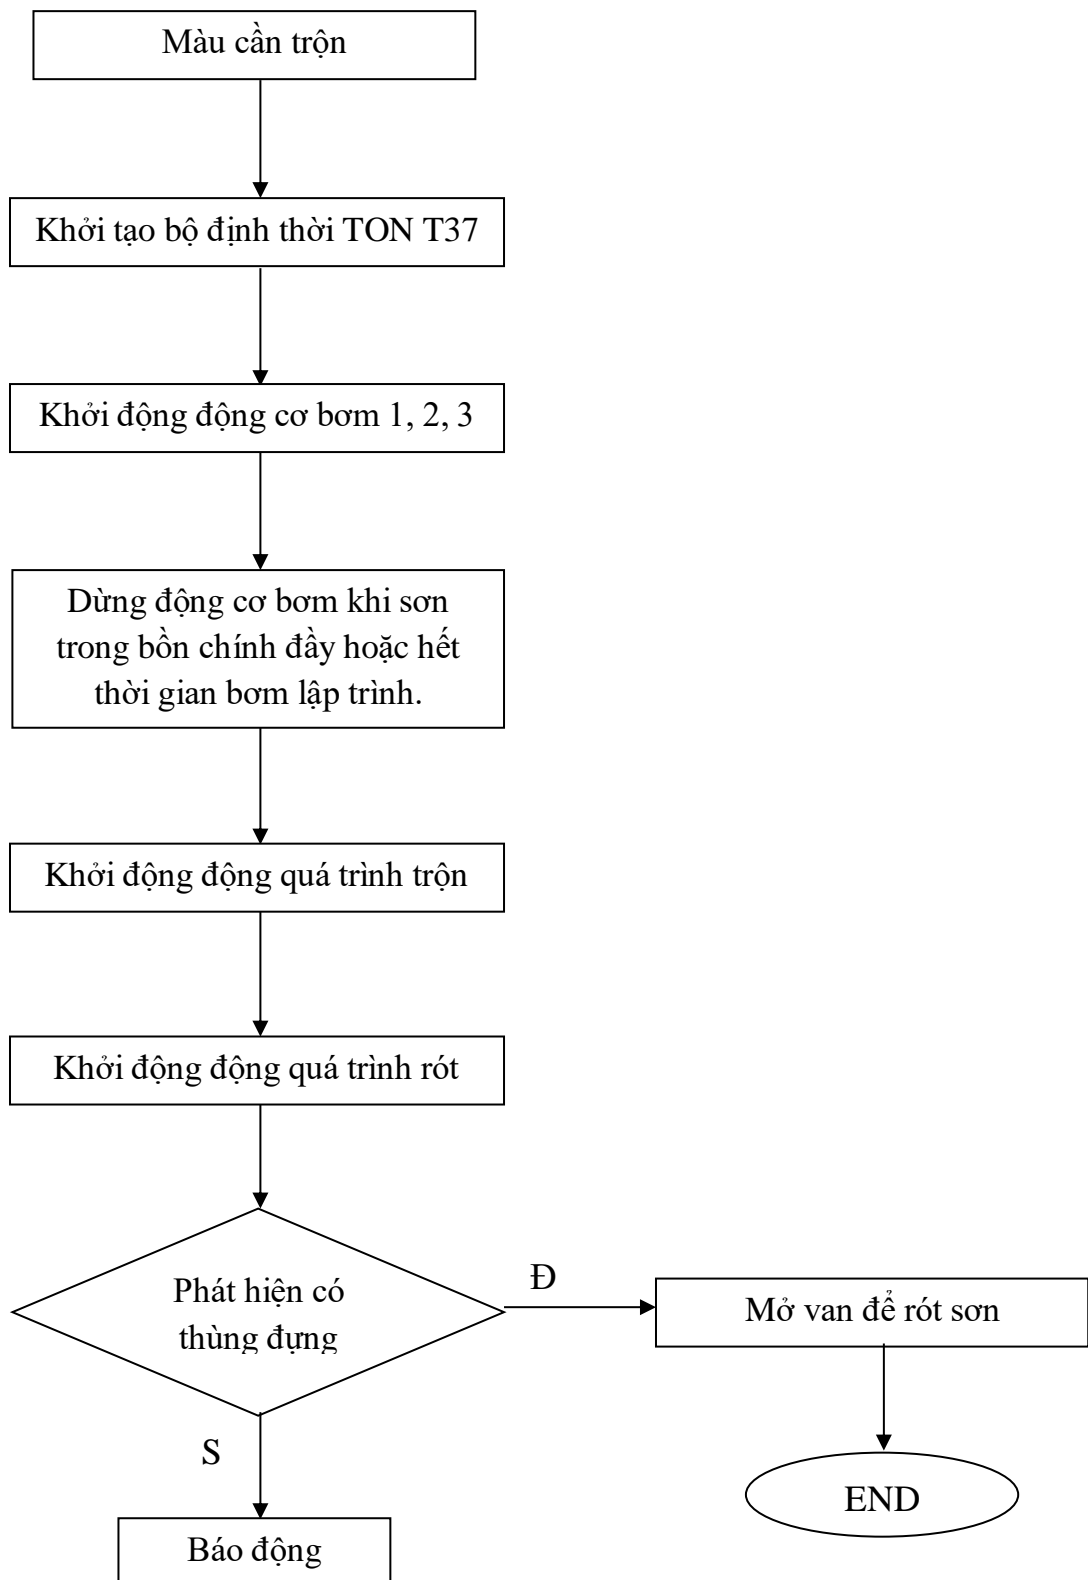 Màu cần trộn
Khởi tạo bộ định thời TON T37
Khởi động động cơ bơm 1, 2, 3
Dừng động cơ bơm khi sơn
trong bồn chính đầy hoặc hết
thời gian bơm lập trình.
Khởi động động quá trình trộn
Khởi động động quá trình rót
Phát hiện có
thùng đựng
Đ
Mở van để rót sơn
S
END
Báo động